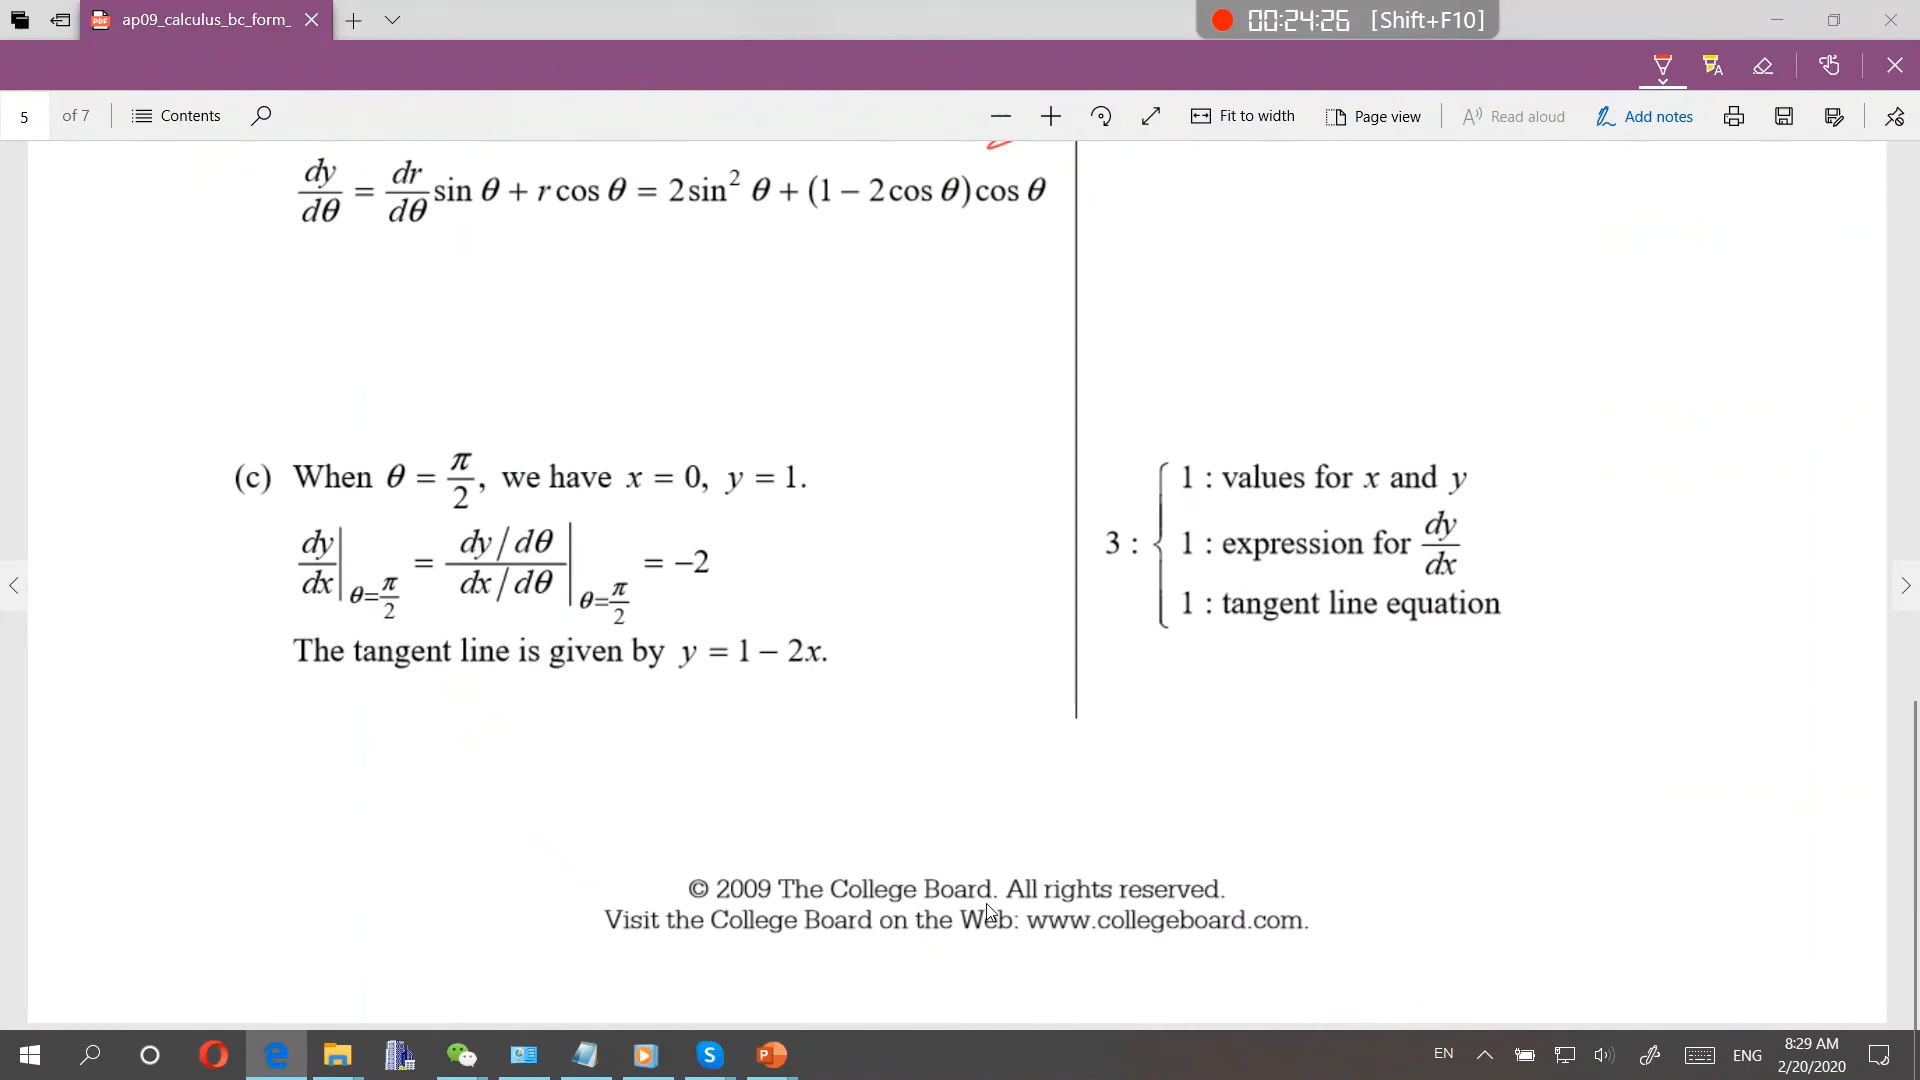 ap09_calculus_bc_form_
00:24:26 [Shift+F10]
5 of 7 Contents Fit to width Page view Read aloud Add notes
dy/dθ = dr/dθ sin θ + r cos θ = 2 sin² θ + (1 − 2 cos θ) cos θ
(c) When θ = π/2, we have x = 0, y = 1.
dy/dx|θ=π/2 = (dy/dθ)/(dx/dθ)|θ=π/2 = −2
The tangent line is given by y = 1 − 2x.
3 : { 1 : values for x and y
1 : expression for dy/dx
1 : tangent line equation
© 2009 The College Board. All rights reserved.
Visit the College Board on the Web: www.collegeboard.com.
EN ENG 8:29 AM
2/20/2020